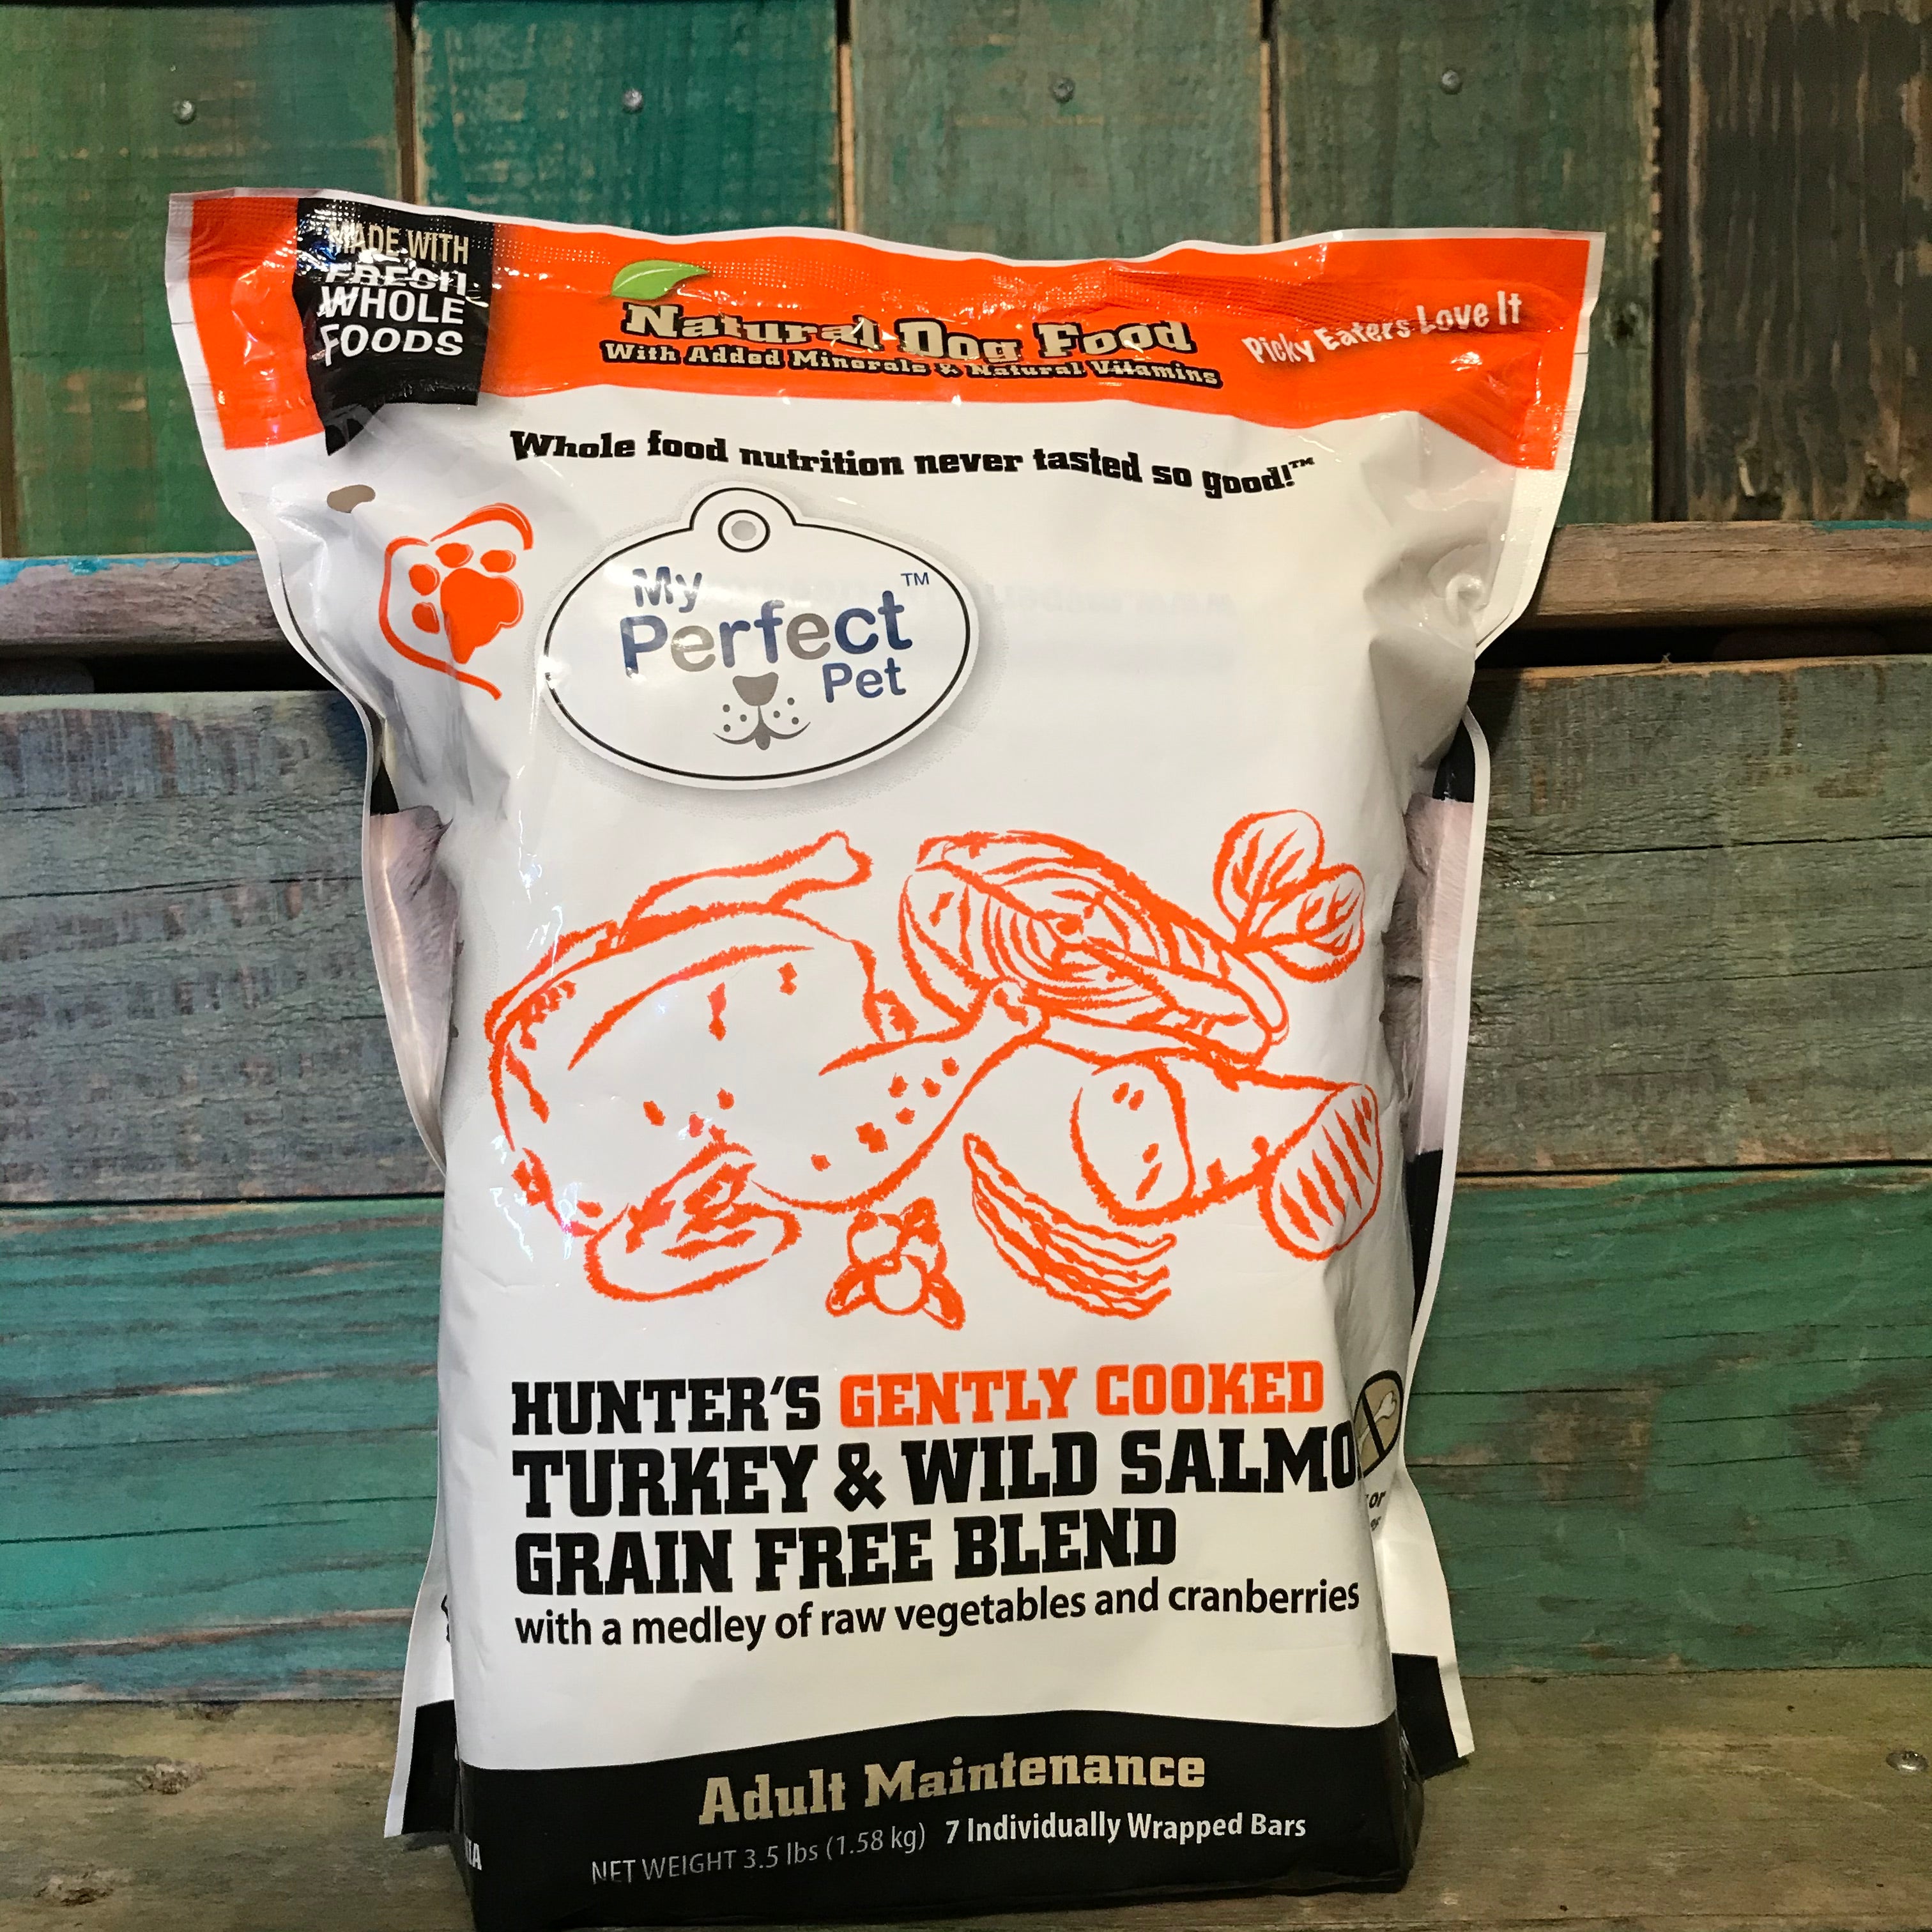 MADE WITH
FRESH
WHOLE
FOODS
Natural Dog Food
With Added Minerals & Natural Vitamins
Picky Eaters Love It
Whole food nutrition never tasted so good!™
My
Perfect™
Pet
HUNTER'S GENTLY COOKED
TURKEY & WILD SALMO
GRAIN FREE BLEND
with a medley of raw vegetables and cranberries
Adult Maintenance
NET WEIGHT 3.5 lbs (1.58 kg) 7 Individually Wrapped Bars